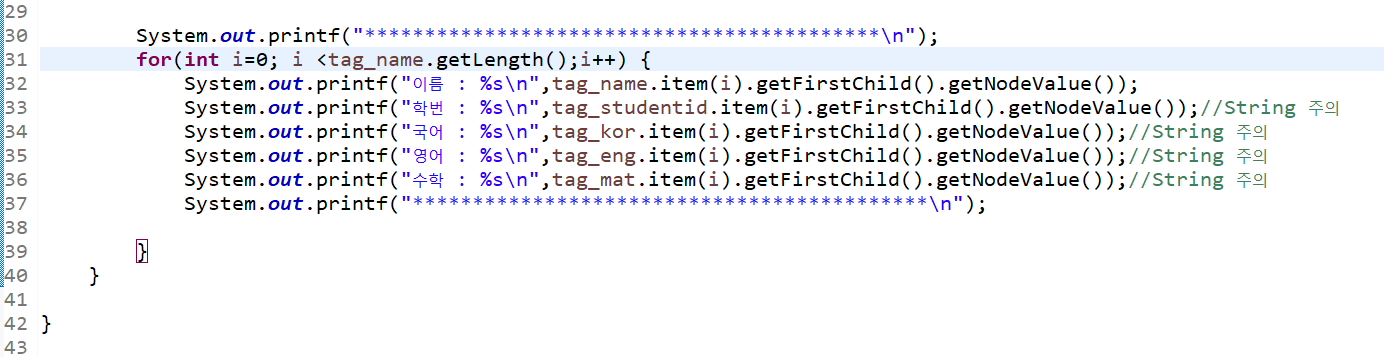 29
30 System.out.printf("*******************************************\n");
31 for(int i=0; i <tag_name.getLength();i++) {
32 System.out.printf("이름 : %s\n",tag_name.item(i).getFirstChild().getNodeValue());
33 System.out.printf("학번 : %s\n",tag_studentid.item(i).getFirstChild().getNodeValue());//String 주의
34 System.out.printf("국어 : %s\n",tag_kor.item(i).getFirstChild().getNodeValue());//String 주의
35 System.out.printf("영어 : %s\n",tag_eng.item(i).getFirstChild().getNodeValue());//String 주의
36 System.out.printf("수학 : %s\n",tag_mat.item(i).getFirstChild().getNodeValue());//String 주의
37 System.out.printf("*******************************************\n");
38
39 }
40 }
41
42 }
43